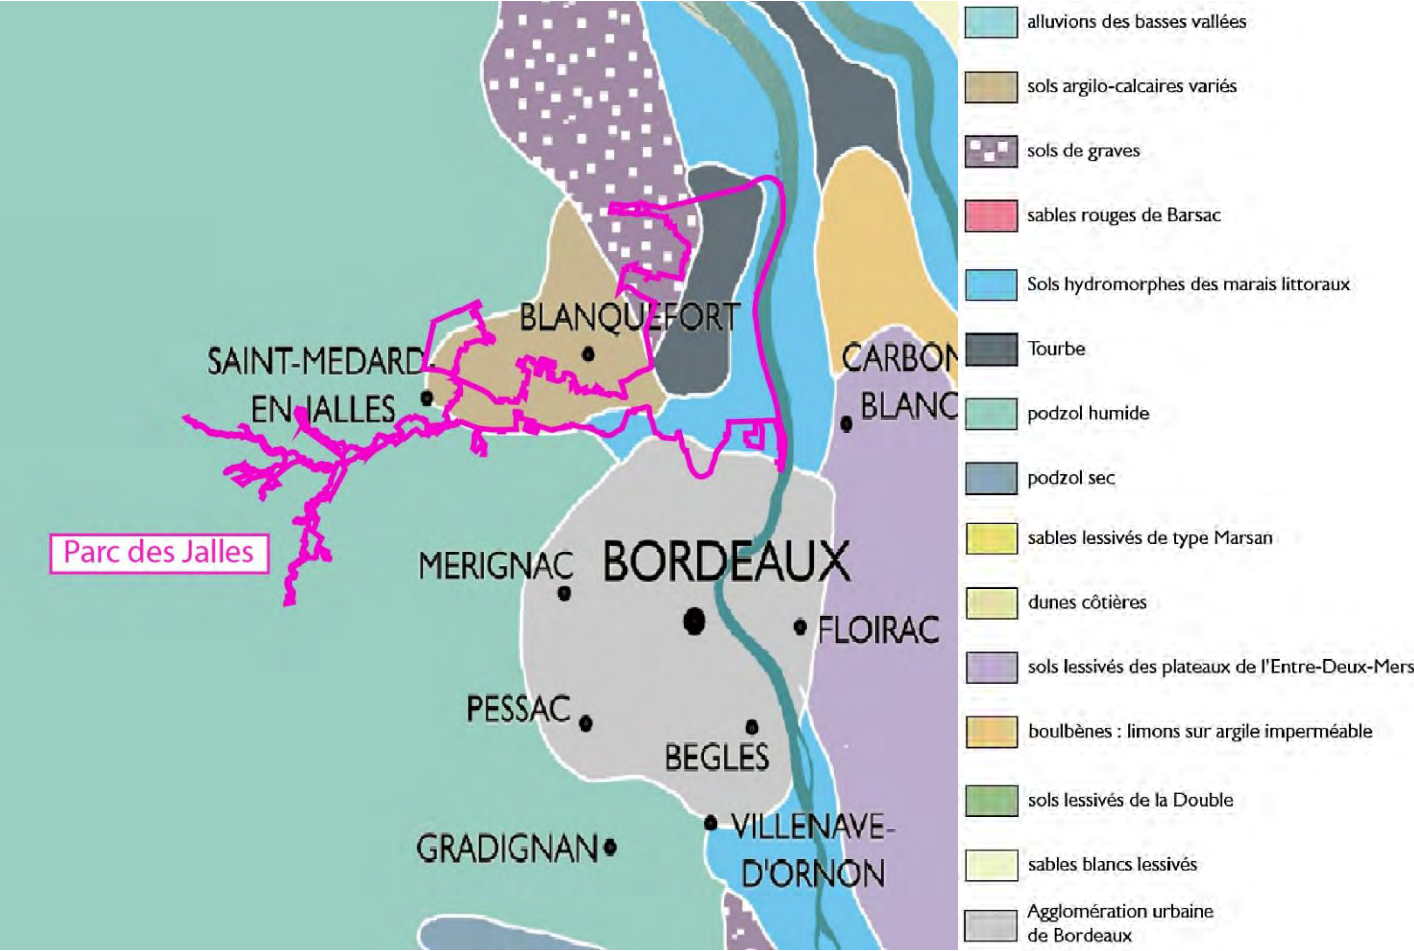 BLANQUEFORT
SAINT-MEDARD-
EN-JALLES
CARBON
BLANC
Parc des Jalles
MERIGNAC
BORDEAUX
FLOIRAC
PESSAC
BEGLES
GRADIGNAN
VILLENAVE-
D'ORNON
alluvions des basses vallées
sols argilo-calcaires variés
sols de graves
sables rouges de Barsac
Sols hydromorphes des marais littoraux
Tourbe
podzol humide
podzol sec
sables lessivés de type Marsan
dunes côtières
sols lessivés des plateaux de l'Entre-Deux-Mers
boulbènes : limons sur argile imperméable
sols lessivés de la Double
sables blancs lessivés
Agglomération urbaine
de Bordeaux